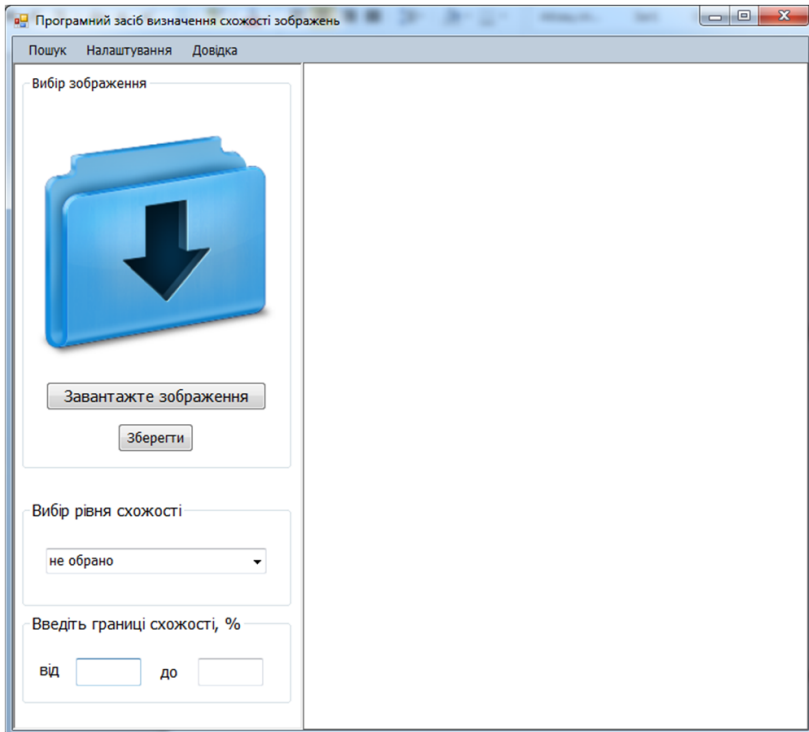 Програмний засіб визначення схожості зображень
Пошук Налаштування Довідка
Вибір зображення
Завантажте зображення
Зберегти
Вибір рівня схожості
не обрано
Введіть границі схожості, %
від до